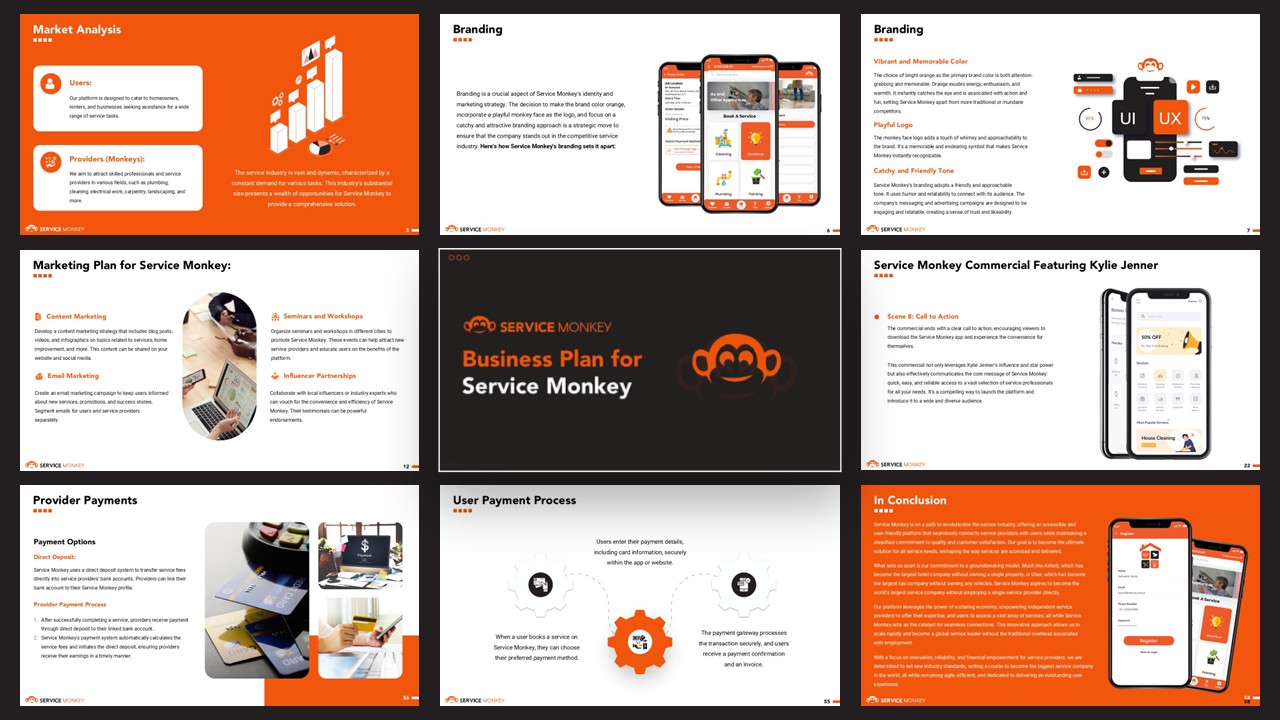 Market Analysis
Users:
Our platform is designed to cater to homeowners,
renters, and businesses seeking assistance for a wide
range of service tasks.
Providers (Monkeys):
We aim to attract skilled professionals and service
providers in various fields, such as plumbing,
cleaning, electrical work, carpentry, landscaping, and
more.
The service industry is vast and dynamic, characterized by a
constant demand for various tasks. This industry's substantial
size presents a wealth of opportunities for Service Monkey to
provide a comprehensive solution.
SERVICE MONKEY
5
Branding
Branding is a crucial aspect of Service Monkey's identity and
marketing strategy. The decision to make the brand color orange,
incorporate a playful monkey face as the logo, and focus on a
catchy and attractive branding approach is a strategic move to
ensure that the company stands out in the competitive service
industry. Here's how Service Monkey's branding sets it apart:
Book A Service
Cleaning
Electrical
Plumbing
Painting
SERVICE MONKEY
6
Branding
Vibrant and Memorable Color
The choice of bright orange as the primary brand color is both attention-
grabbing and memorable. Orange exudes energy, enthusiasm, and
warmth. It instantly catches the eye and is associated with action and
fun, setting Service Monkey apart from more traditional or mundane
competitors.
Playful Logo
The monkey face logo adds a touch of whimsy and approachability to
the brand. It's a memorable and endearing symbol that makes Service
Monkey instantly recognizable.
Catchy and Friendly Tone
Service Monkey's branding adopts a friendly and approachable
tone. It uses humor and relatability to connect with its audience. The
company's messaging and advertising campaigns are designed to be
engaging and relatable, creating a sense of trust and likeability.
UI
UX
75%
SERVICE MONKEY
7
Marketing Plan for Service Monkey:
Content Marketing
Develop a content marketing strategy that includes blog posts,
videos, and infographics on topics related to services, home
improvement, and more. This content can be shared on your
website and social media.
Email Marketing
Create an email marketing campaign to keep users informed
about new services, promotions, and success stories.
Segment emails for users and service providers
separately.
Seminars and Workshops
Organize seminars and workshops in different cities to
promote Service Monkey. These events can help attract new
service providers and educate users on the benefits of the
platform.
Influencer Partnerships
Collaborate with local influencers or industry experts who
can vouch for the convenience and efficiency of Service
Monkey. Their testimonials can be powerful
endorsements.
SERVICE MONKEY
12
SERVICE MONKEY
Business Plan for
Service Monkey
Service Monkey Commercial Featuring Kylie Jenner
Scene 8: Call to Action
The commercial ends with a clear call to action, encouraging viewers to
download the Service Monkey app and experience the convenience for
themselves.
This commercial not only leverages Kylie Jenner's influence and star power
but also effectively communicates the core message of Service Monkey:
quick, easy, and reliable access to a vast selection of service professionals
for all your needs. It's a compelling way to launch the platform and
introduce it to a wide and diverse audience.
50% OFF
House Cleaning
SERVICE MONKEY
22
Provider Payments
Payment Options
Direct Deposit:
Service Monkey uses a direct deposit system to transfer service fees
directly into service providers' bank accounts. Providers can link their
bank account to their Service Monkey profile.
Provider Payment Process
1. After successfully completing a service, providers receive payment
through direct deposit to their linked bank account.
2. Service Monkey's payment system automatically calculates the
service fees and initiates the direct deposit, ensuring providers
receive their earnings in a timely manner.
SERVICE MONKEY
56
User Payment Process
Users enter their payment details,
including card information, securely
within the app or website.
When a user books a service on
Service Monkey, they can choose
their preferred payment method.
The payment gateway processes
the transaction securely, and users
receive a payment confirmation
and an invoice.
SERVICE MONKEY
55
In Conclusion
Service Monkey is on a path to revolutionize the service industry, offering an accessible and
user-friendly platform that seamlessly connects service providers with users while maintaining a
steadfast commitment to quality and customer satisfaction. Our goal is to become the ultimate
solution for all service needs, reshaping the way services are accessed and delivered.
What sets us apart is our commitment to a groundbreaking model. Much like Airbnb, which has
become the largest hotel company without owning a single property, or Uber, which has become
the largest taxi company without owning any vehicles, Service Monkey aspires to become the
world's largest service company without employing a single service provider directly.
Our platform leverages the power of a sharing economy, empowering independent service
providers to offer their expertise, and users to access a vast array of services, all while Service
Monkey acts as the catalyst for seamless connections. This innovative approach allows us to
scale rapidly and become a global service leader without the traditional overhead associated
with employment.
With a focus on innovation, reliability, and financial empowerment for service providers, we are
determined to set new industry standards, setting a course to become the biggest service company
in the world, all while remaining agile, efficient, and dedicated to delivering an outstanding user
experience.
Register
SERVICE MONKEY